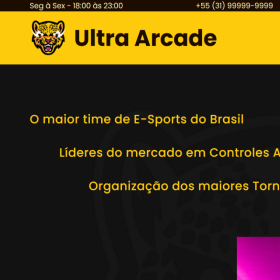 Seg à Sex - 18:00 às 23:00
+55 (31) 99999-9999
Ultra Arcade
O maior time de E-Sports do Brasil
Líderes do mercado em Controles A
Organização dos maiores Torn